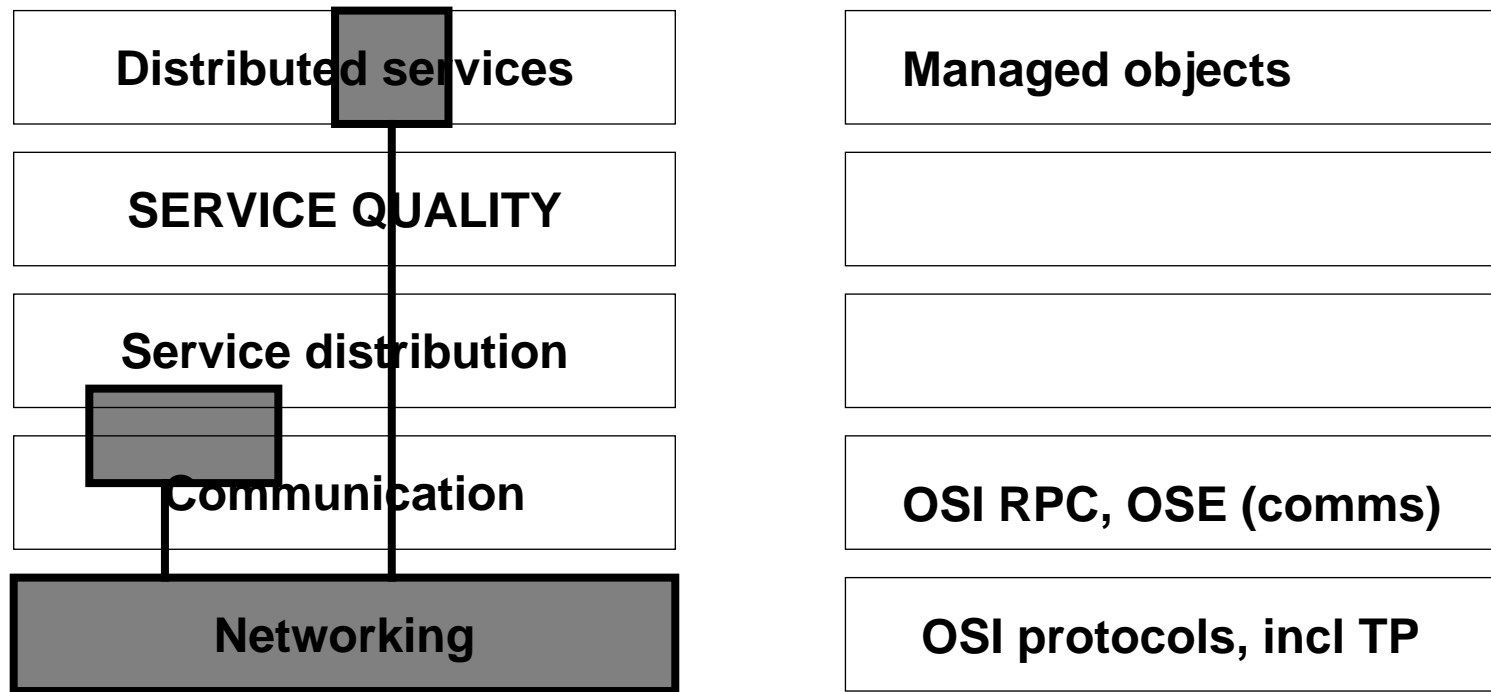 Distributed services
Managed objects
SERVICE QUALITY
Service distribution
Communication
OSI RPC, OSE (comms)
Networking
OSI protocols, incl TP